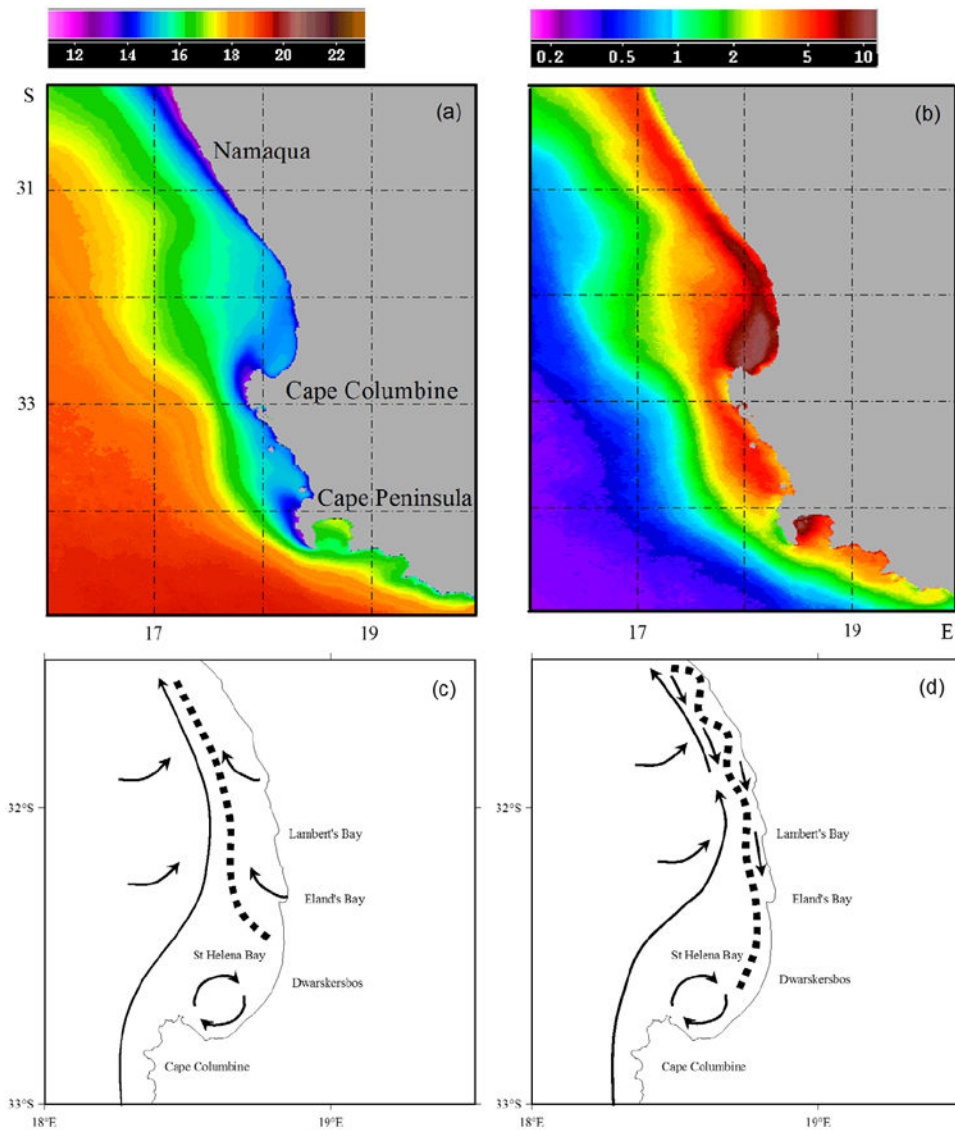 12 14 16 18 20 22
0.2 0.5 1 2 5 10
S
(a)
Namaqua
31
Cape Columbine
33
Cape Peninsula
17 19
(b)
17 19 E
(c)
32°S
Lambert's Bay
Eland's Bay
St Helena Bay
Dwarskersbos
Cape Columbine
33°S
18°E 19°E
(d)
32°S
Lambert's Bay
Eland's Bay
St Helena Bay
Dwarskersbos
Cape Columbine
33°S
18°E 19°E